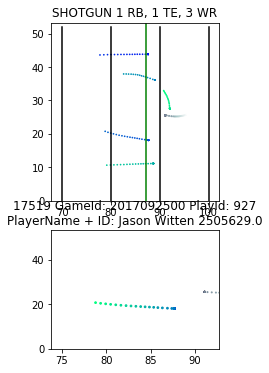 SHOTGUN 1 RB, 1 TE, 3 WR
50
40
30
20
10
0
70 80 90 100
17519 GameId: 2017092500 PlayId: 927
PlayerName + ID: Jason Witten 2505629.0
40
20
0
75 80 85 90